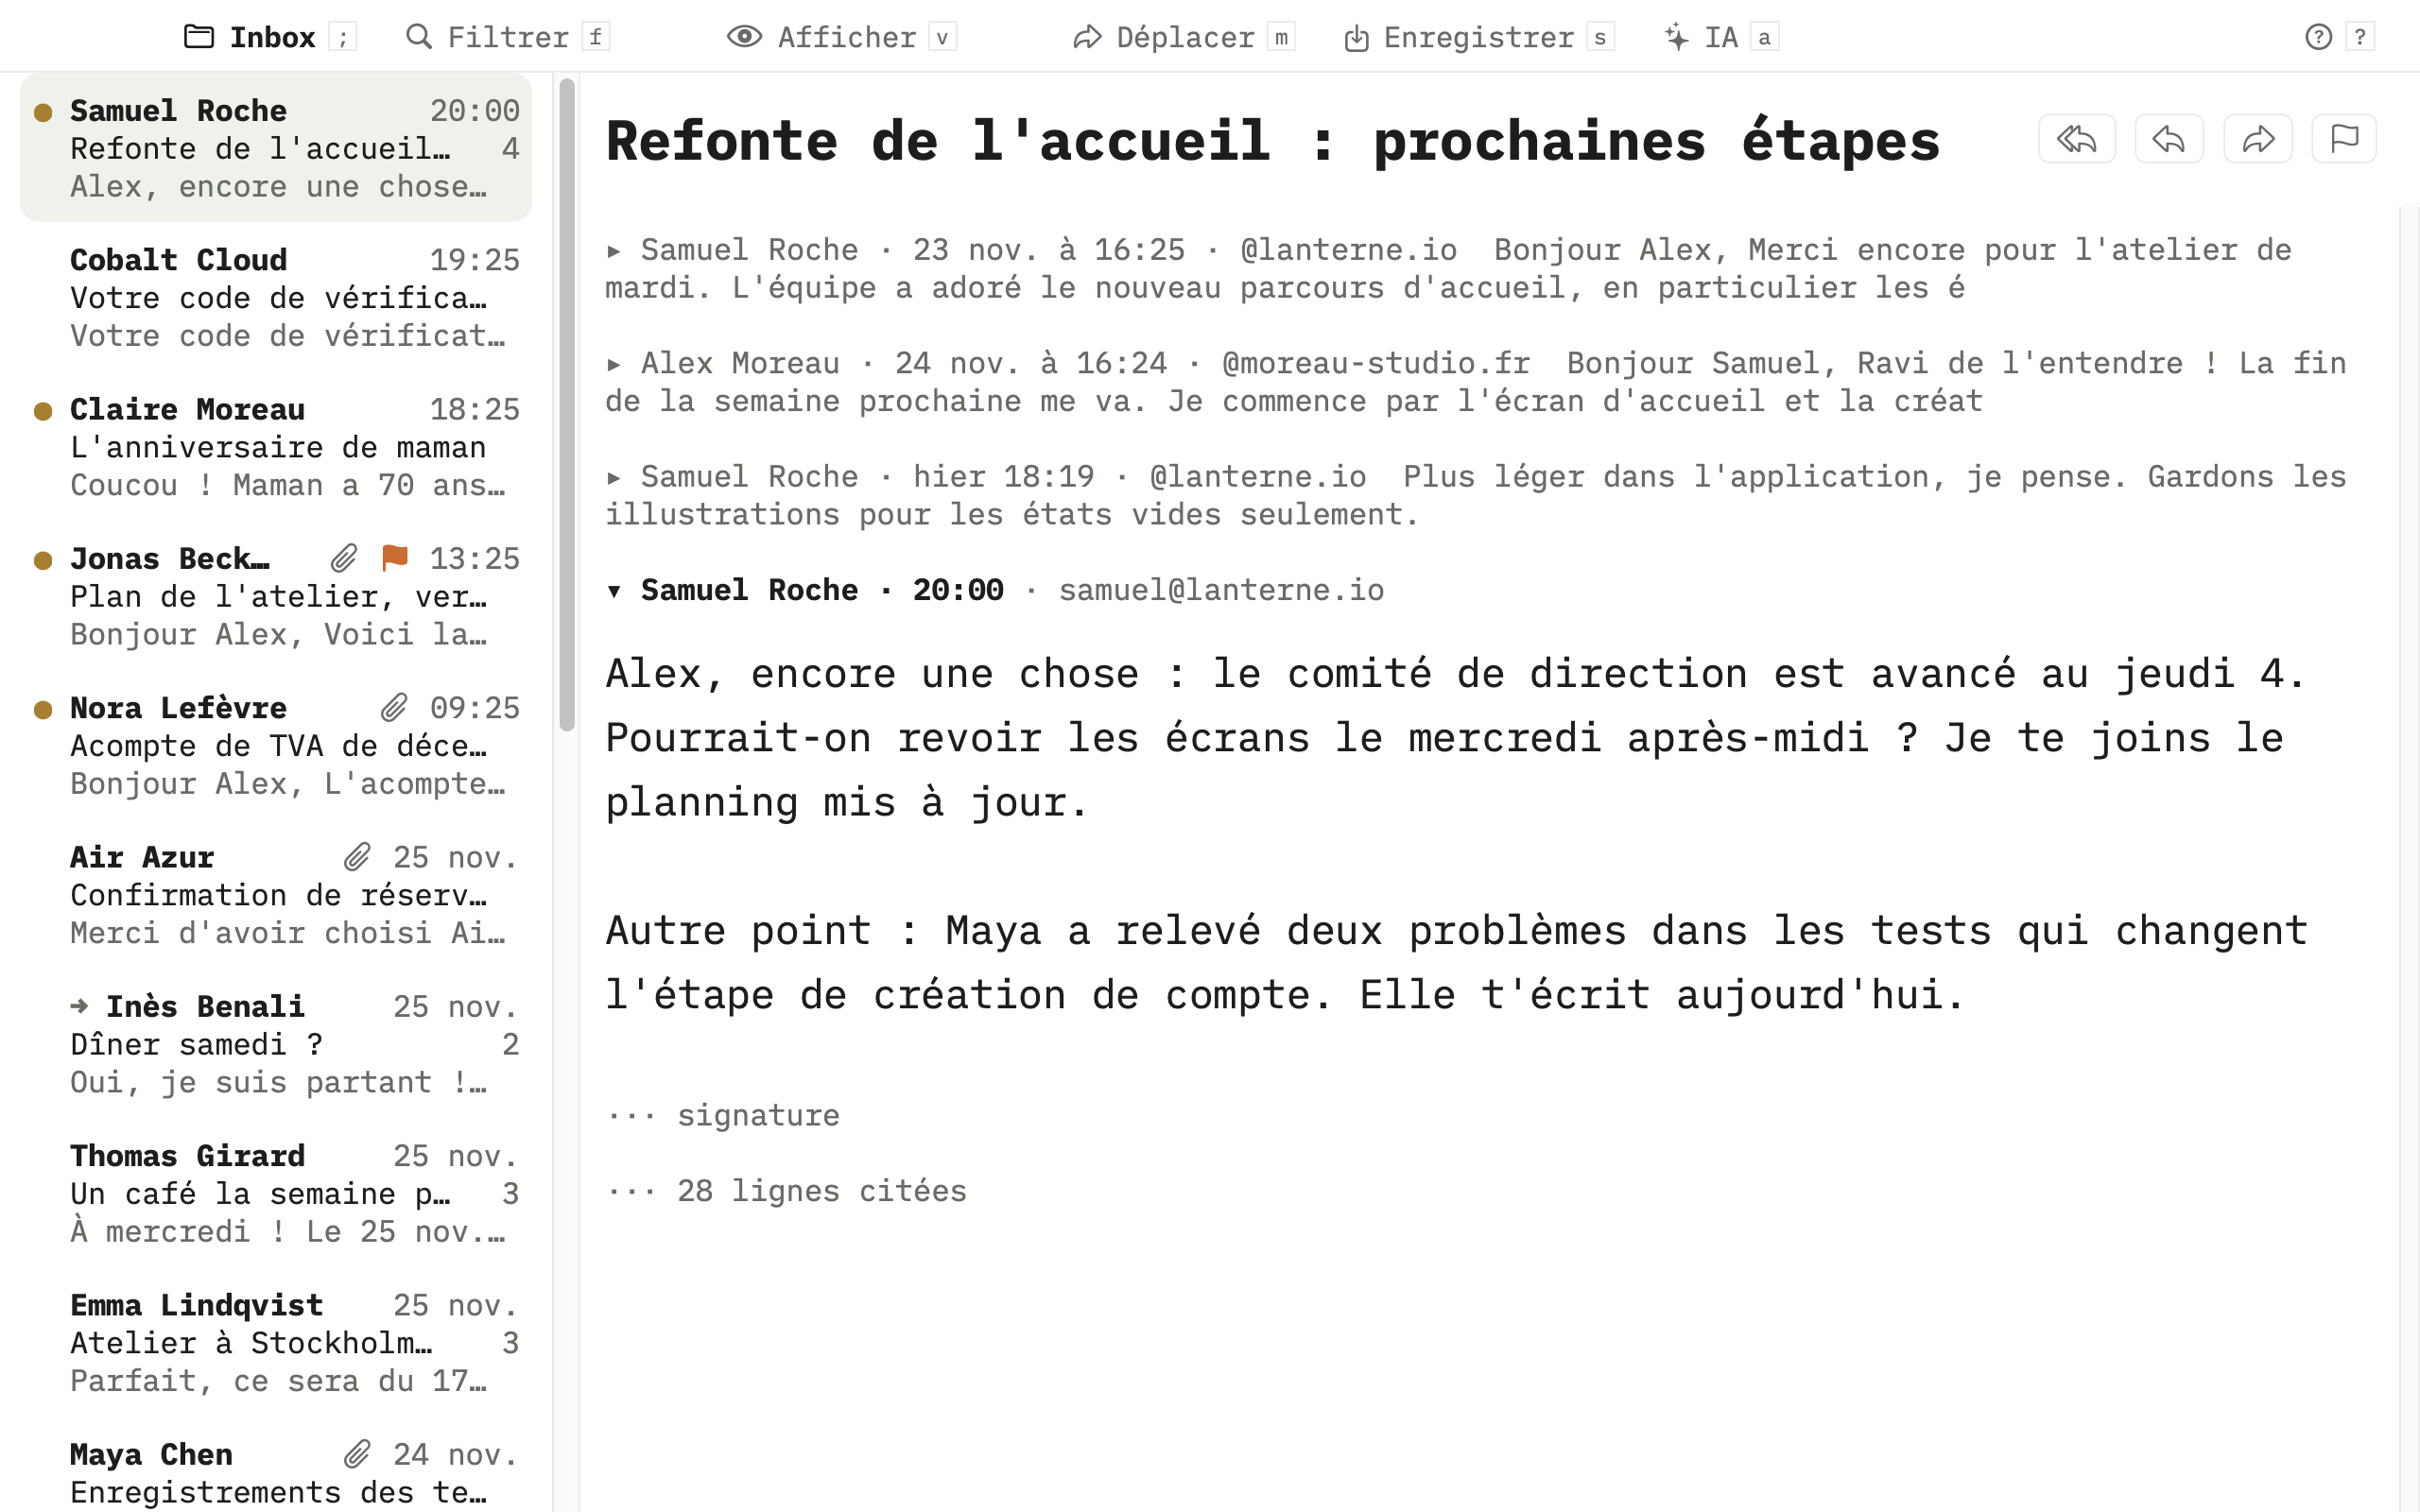 Inbox ; Filtrer f Afficher v Déplacer m Enregistrer s IA a ? ?
Samuel Roche 20:00
Refonte de l'accueil… 4
Alex, encore une chose…
Cobalt Cloud 19:25
Votre code de vérifica…
Votre code de vérificat…
Claire Moreau 18:25
L'anniversaire de maman
Coucou ! Maman a 70 ans…
Jonas Beck… 13:25
Plan de l'atelier, ver…
Bonjour Alex, Voici la…
Nora Lefèvre 09:25
Acompte de TVA de déce…
Bonjour Alex, L'acompte…
Air Azur 25 nov.
Confirmation de réserv…
Merci d'avoir choisi Ai…
→ Inès Benali 25 nov.
Dîner samedi ? 2
Oui, je suis partant !…
Thomas Girard 25 nov.
Un café la semaine p… 3
À mercredi ! Le 25 nov.…
Emma Lindqvist 25 nov.
Atelier à Stockholm… 3
Parfait, ce sera du 17…
Maya Chen 24 nov.
Enregistrements des te…
Refonte de l'accueil : prochaines étapes
▸ Samuel Roche · 23 nov. à 16:25 · @lanterne.io Bonjour Alex, Merci encore pour l'atelier de
mardi. L'équipe a adoré le nouveau parcours d'accueil, en particulier les é
▸ Alex Moreau · 24 nov. à 16:24 · @moreau-studio.fr Bonjour Samuel, Ravi de l'entendre ! La fin
de la semaine prochaine me va. Je commence par l'écran d'accueil et la créat
▸ Samuel Roche · hier 18:19 · @lanterne.io Plus léger dans l'application, je pense. Gardons les
illustrations pour les états vides seulement.
▾ Samuel Roche · 20:00 · samuel@lanterne.io
Alex, encore une chose : le comité de direction est avancé au jeudi 4.
Pourrait-on revoir les écrans le mercredi après-midi ? Je te joins le
planning mis à jour.
Autre point : Maya a relevé deux problèmes dans les tests qui changent
l'étape de création de compte. Elle t'écrit aujourd'hui.
··· signature
··· 28 lignes citées